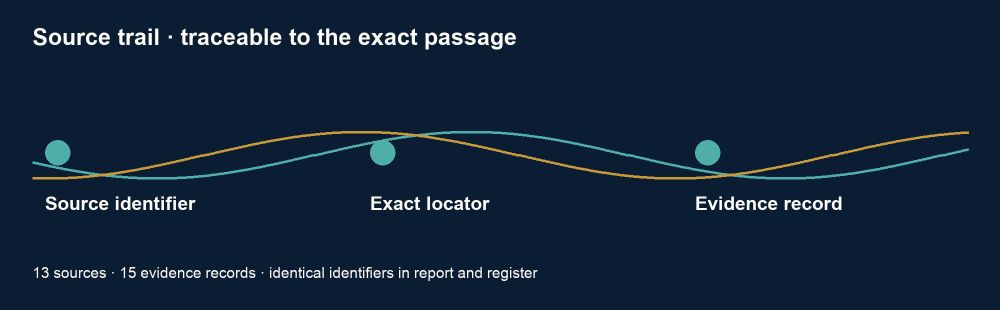 Source trail · traceable to the exact passage
Source identifier
Exact locator
Evidence record
13 sources · 15 evidence records · identical identifiers in report and register